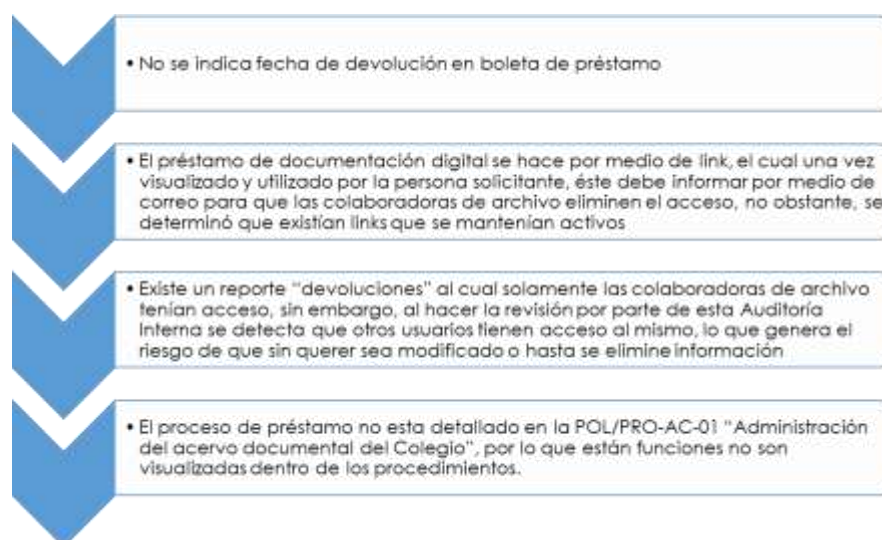 • No se indica fecha de devolución en boleta de préstamo
• El préstamo de documentación digital se hace por medio de link, el cual una vez
visualizado y utilizado por la persona solicitante, éste debe informar por medio de
correo para que las colaboradoras de archivo eliminen el acceso, no obstante, se
determinó que existían links que se mantenían activos
• Existe un reporte "devoluciones" al cual solamente las colaboradoras de archivo
tenían acceso, sin embargo, al hacer la revisión por parte de esta Auditoría
Interna se detecta que otros usuarios tienen acceso al mismo, lo que genera el
riesgo de que sin querer sea modificado o hasta se elimine información
• El proceso de préstamo no esta detallado en la POL/PRO-AC-01 "Administración
del acervo documental del Colegio", por lo que están funciones no son
visualizadas dentro de los procedimientos.